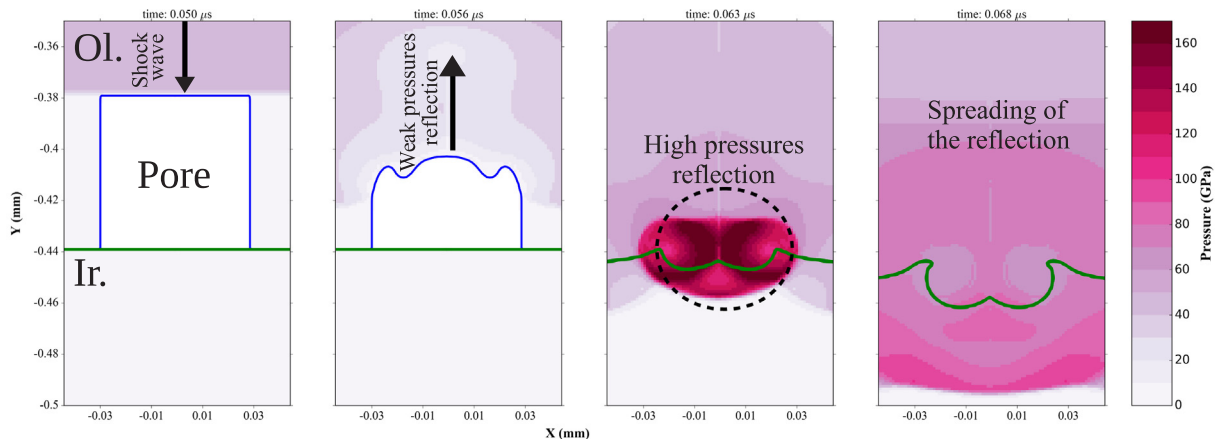 time: 0.050 μs
time: 0.056 μs
time: 0.063 μs
time: 0.068 μs
Ol.
Shock
wave
Pore
Ir.
Weak pressures
reflection
High pressures
reflection
Spreading of
the reflection
-0.36
-0.38
-0.4
-0.42
-0.44
-0.46
-0.48
-0.5
Y (mm)
-0.03 -0.01 0.01 0.03
-0.03 -0.01 0.01 0.03
-0.03 -0.01 0.01 0.03
-0.03 -0.01 0.01 0.03
X (mm)
160
140
120
100
80
60
40
20
0
Pressure (GPa)